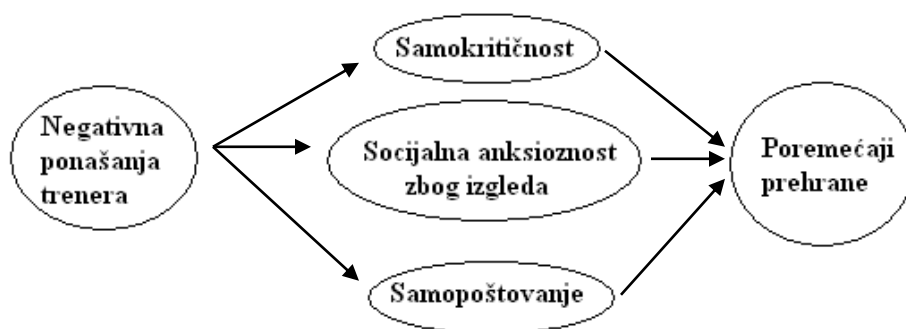 Negativna
ponašanja
trenera
Samokritičnost
Socijalna anksioznost
zbog izgleda
Samopoštovanje
Poremećaji
prehrane